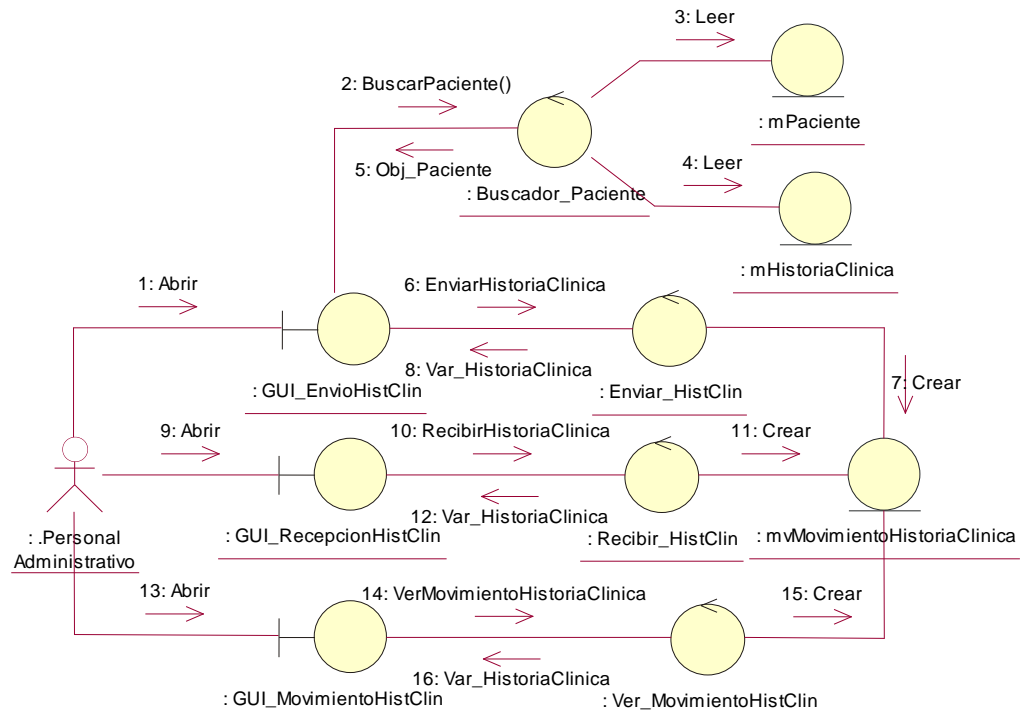 3: Leer
2: BuscarPaciente()
: mPaciente
5: Obj_Paciente
4: Leer
: Buscador_Paciente
: mHistoriaClinica
1: Abrir
6: EnviarHistoriaClinica
8: Var_HistoriaClinica
7: Crear
: GUI_EnvioHistClin
: Enviar_HistClin
9: Abrir
10: RecibirHistoriaClinica
11: Crear
12: Var_HistoriaClinica
: .Personal
Administrativo
: GUI_RecepcionHistClin
: Recibir_HistClin
: mvMovimientoHistoriaClinica
13: Abrir
14: VerMovimientoHistoriaClinica
15: Crear
16: Var_HistoriaClinica
: GUI_MovimientoHistClin
: Ver_MovimientoHistClin